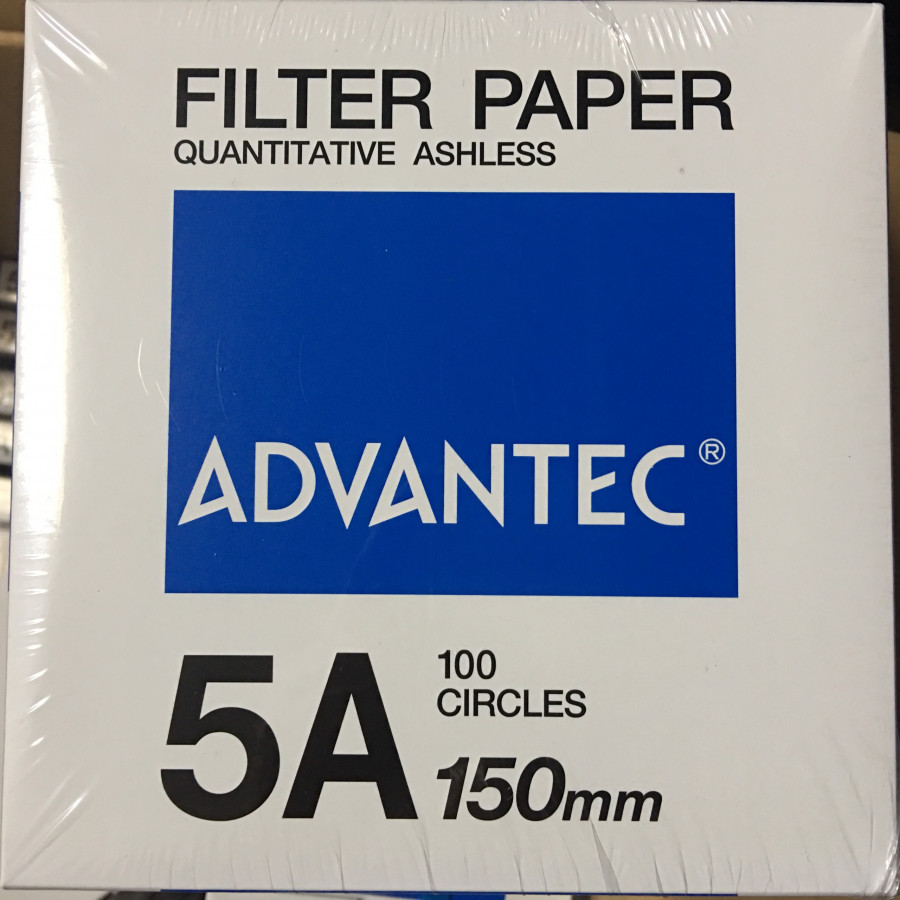 FILTER PAPER
QUANTITATIVE ASHLESS
ADVANTEC®
5A
100
CIRCLES
150mm